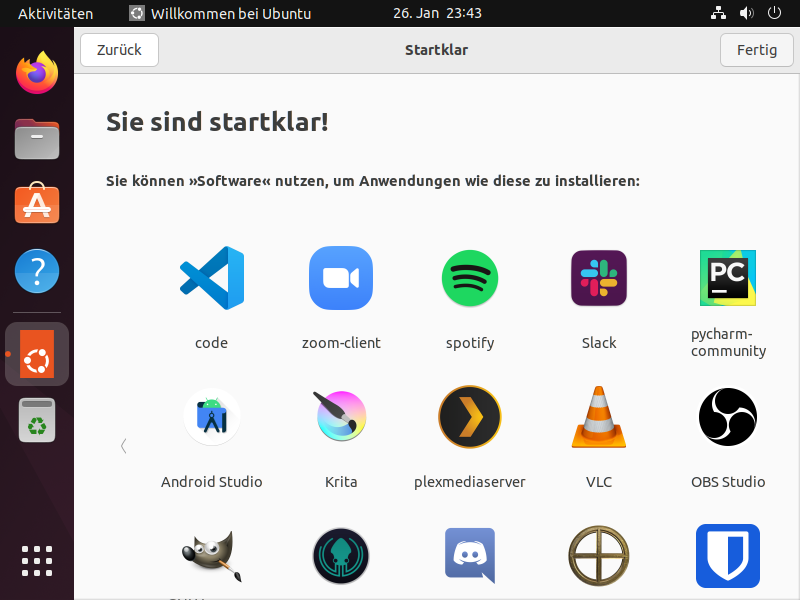 Aktivitäten
Willkommen bei Ubuntu
26. Jan 23:43
Zurück
Startklar
Fertig
Sie sind startklar!
Sie können »Software« nutzen, um Anwendungen wie diese zu installieren:
PC
code
zoom-client
spotify
Slack
pycharm-
community
Android Studio
Krita
plexmediaserver
VLC
OBS Studio